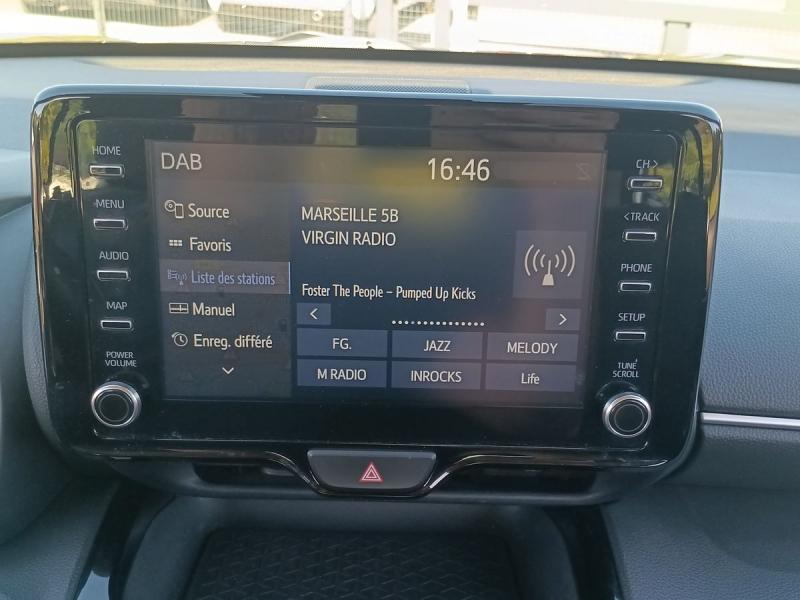 HOME
MENU
AUDIO
MAP
POWER
VOLUME
DAB
16:46
Source
Favoris
Liste des stations
Manuel
Enreg. différé
MARSEILLE 5B
VIRGIN RADIO
Foster The People – Pumped Up Kicks
< >
FG. JAZZ MELODY
M RADIO INROCKS Life
CH >
< TRACK
PHONE
SETUP
TUNE
SCROLL